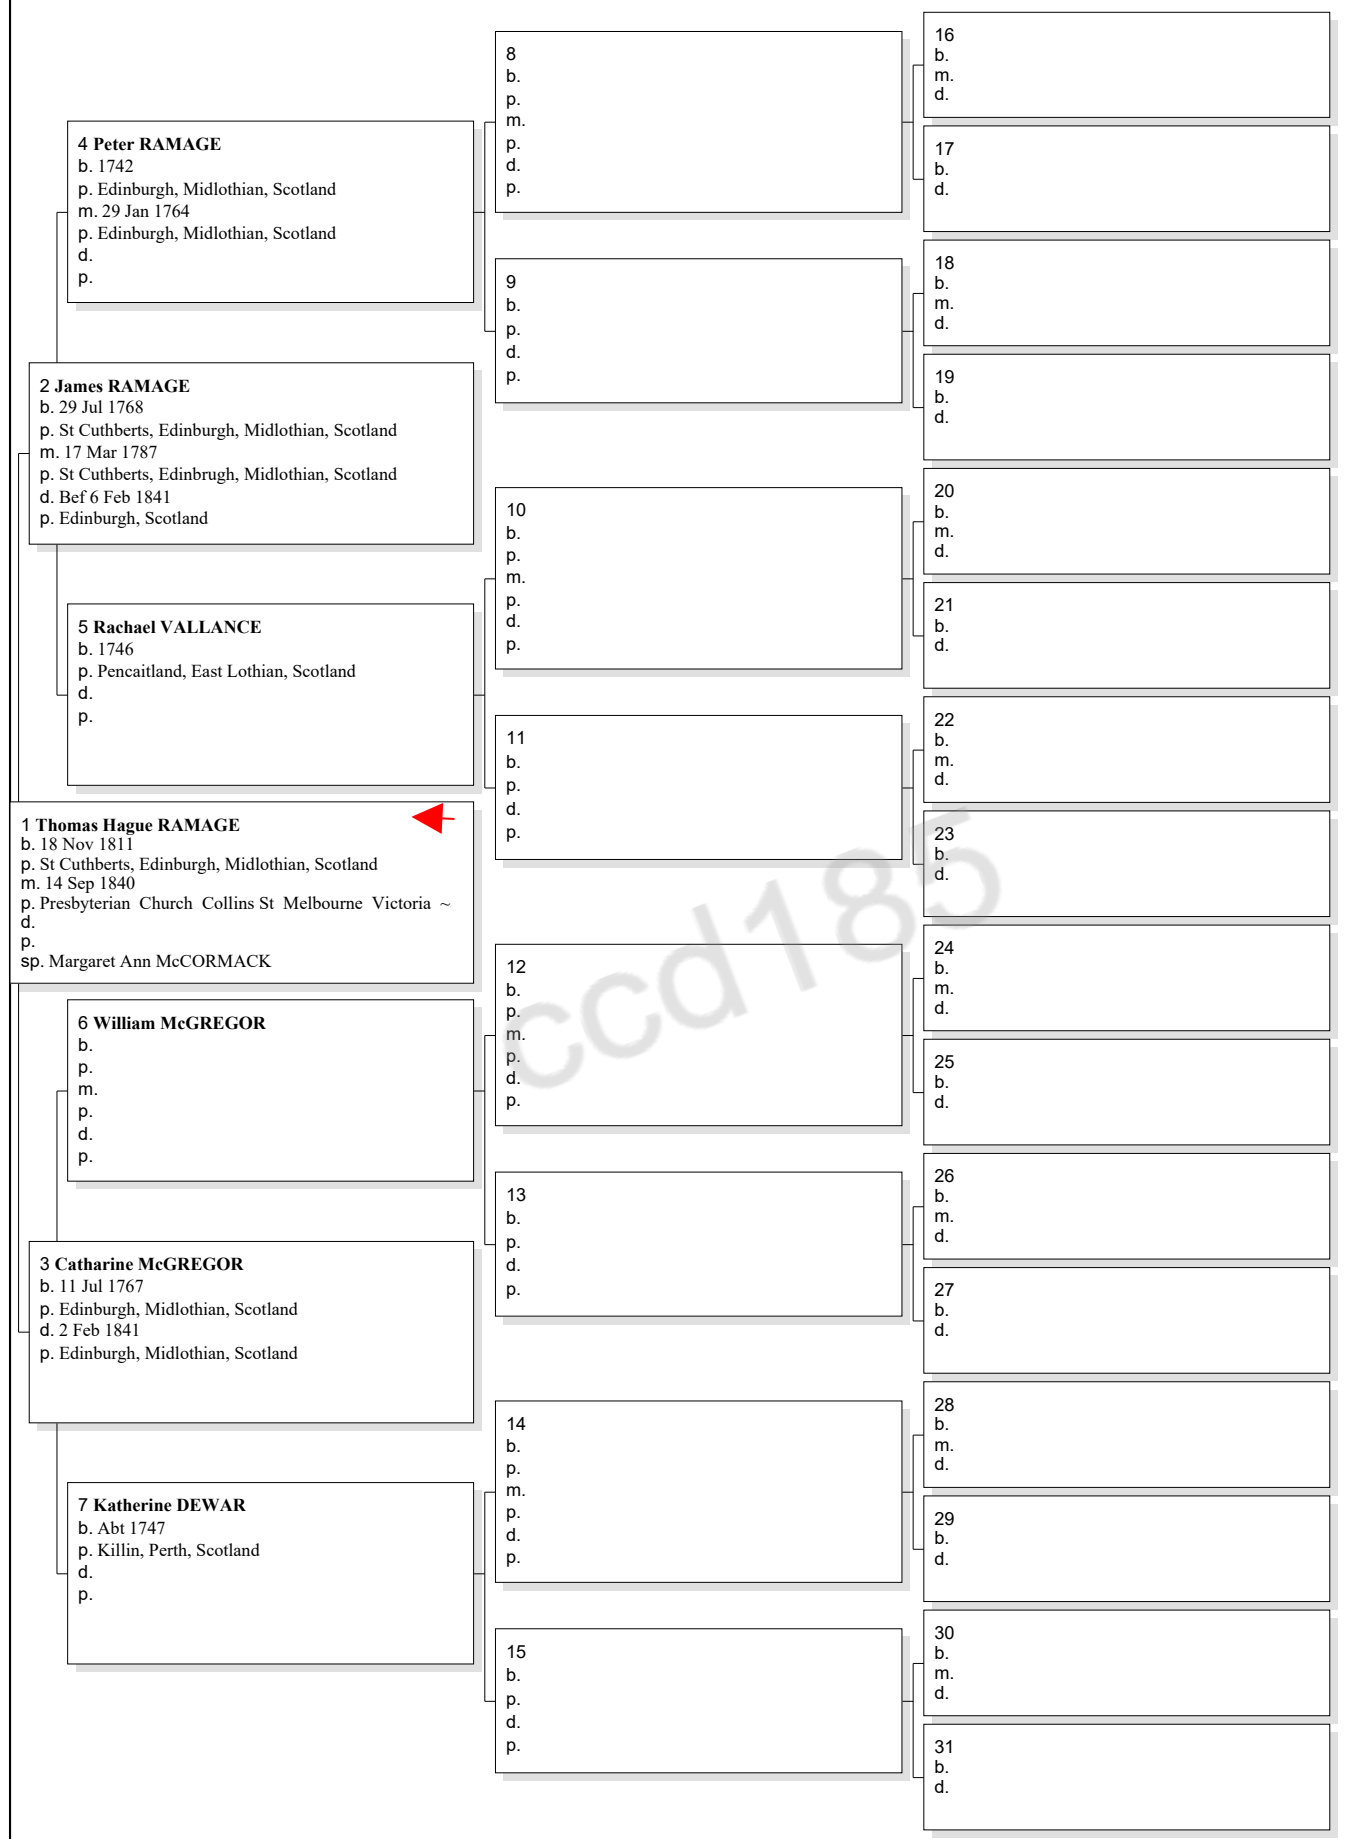 4 Peter RAMAGE
b. 1742
p. Edinburgh, Midlothian, Scotland
m. 29 Jan 1764
p. Edinburgh, Midlothian, Scotland
d.
p.
2 James RAMAGE
b. 29 Jul 1768
p. St Cuthberts, Edinburgh, Midlothian, Scotland
m. 17 Mar 1787
p. St Cuthberts, Edinbrugh, Midlothian, Scotland
d. Bef 6 Feb 1841
p. Edinburgh, Scotland
5 Rachael VALLANCE
b. 1746
p. Pencaitland, East Lothian, Scotland
d.
p.
1 Thomas Hague RAMAGE
b. 18 Nov 1811
p. St Cuthberts, Edinburgh, Midlothian, Scotland
m. 14 Sep 1840
p. Presbyterian Church Collins St Melbourne Victoria ~
d.
p.
sp. Margaret Ann McCORMACK
6 William McGREGOR
b.
p.
m.
p.
d.
p.
3 Catharine McGREGOR
b. 11 Jul 1767
p. Edinburgh, Midlothian, Scotland
d. 2 Feb 1841
p. Edinburgh, Midlothian, Scotland
7 Katherine DEWAR
b. Abt 1747
p. Killin, Perth, Scotland
d.
p.
8
b.
p.
m.
p.
d.
p.
9
b.
p.
d.
p.
10
b.
p.
m.
p.
d.
p.
11
b.
p.
d.
p.
12
b.
p.
m.
p.
d.
p.
13
b.
p.
d.
p.
14
b.
p.
m.
p.
d.
p.
15
b.
p.
d.
p.
16
b.
m.
d.
17
b.
d.
18
b.
m.
d.
19
b.
d.
20
b.
m.
d.
21
b.
d.
22
b.
m.
d.
23
b.
d.
24
b.
m.
d.
25
b.
d.
26
b.
m.
d.
27
b.
d.
28
b.
m.
d.
29
b.
d.
30
b.
m.
d.
31
b.
d.
ccd185